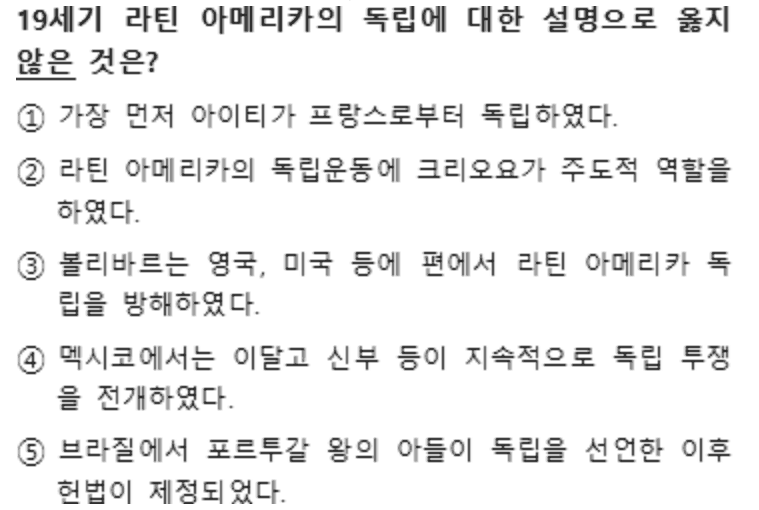 19세기 라틴 아메리카의 독립에 대한 설명으로 옳지
않은 것은?
① 가장 먼저 아이티가 프랑스로부터 독립하였다.
② 라틴 아메리카의 독립운동에 크리오요가 주도적 역할을
하였다.
③ 볼리바르는 영국, 미국 등에 편에서 라틴 아메리카 독
립을 방해하였다.
④ 멕시코에서는 이달고 신부 등이 지속적으로 독립 투쟁
을 전개하였다.
⑤ 브라질에서 포르투갈 왕의 아들이 독립을 선언한 이후
헌법이 제정되었다.